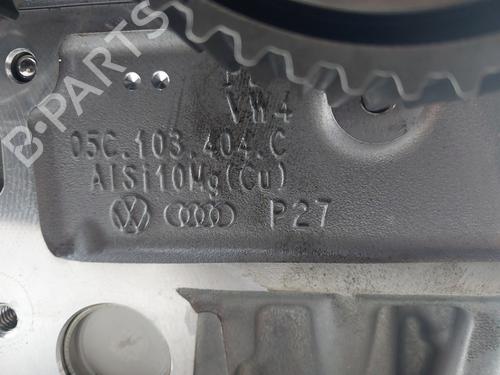 VW4
05C.103.404.C
AlSi10Mg(Cu)
P27
B-PARTS